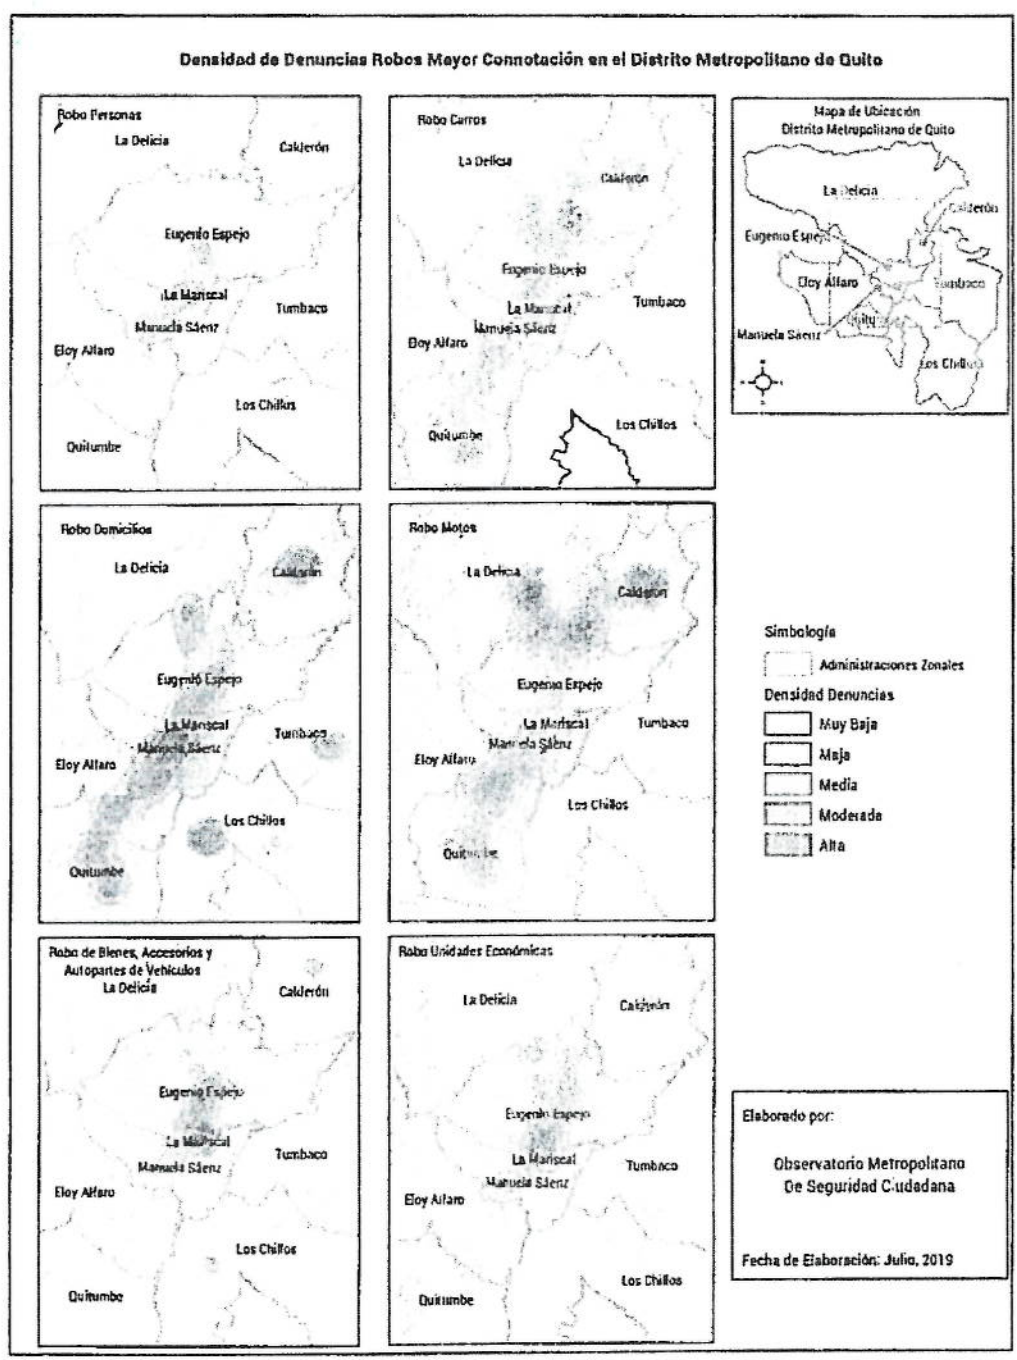 Densidad de Denuncias Robos Mayor Connotación en el Distrito Metropolitano de Quito
Robo Personas
La Delicia
Calderón
Eugenio Espejo
La Mariscal
Tumbaco
Manuela Sáenz
Eloy Alfaro
Los Chillos
Quitumbe
Robo Carros
La Delicia
Calderón
Eugenio Espejo
La Mariscal
Tumbaco
Manuela Sáenz
Eloy Alfaro
Los Chillos
Quitumbe
Mapa de Ubicación
Distrito Metropolitano de Quito
La Delicia
Calderón
Eugenio Espejo
Eloy Alfaro
Tumbaco
Manuela Sáenz
Los Chillos
Robo Domicilios
La Delicia
Calderón
Eugenio Espejo
La Mariscal
Tumbaco
Manuela Sáenz
Eloy Alfaro
Los Chillos
Quitumbe
Robo Motos
La Delicia
Calderón
Eugenio Espejo
La Mariscal
Tumbaco
Manuela Sáenz
Eloy Alfaro
Los Chillos
Quitumbe
Simbología
Administraciones Zonales
Densidad Denuncias
Muy Baja
Maja
Media
Moderada
Alta
Robo de Bienes, Accesorios y
Autopartes de Vehículos
La Delicia
Calderón
Eugenio Espejo
La Mariscal
Tumbaco
Manuela Sáenz
Eloy Alfaro
Los Chillos
Quitumbe
Robo Unidades Económicas
La Delicia
Calderón
Eugenio Espejo
La Mariscal
Tumbaco
Manuela Sáenz
Eloy Alfaro
Los Chillos
Quitumbe
Elaborado por:
Observatorio Metropolitano
De Seguridad Ciudadana
Fecha de Elaboración: Julio, 2019